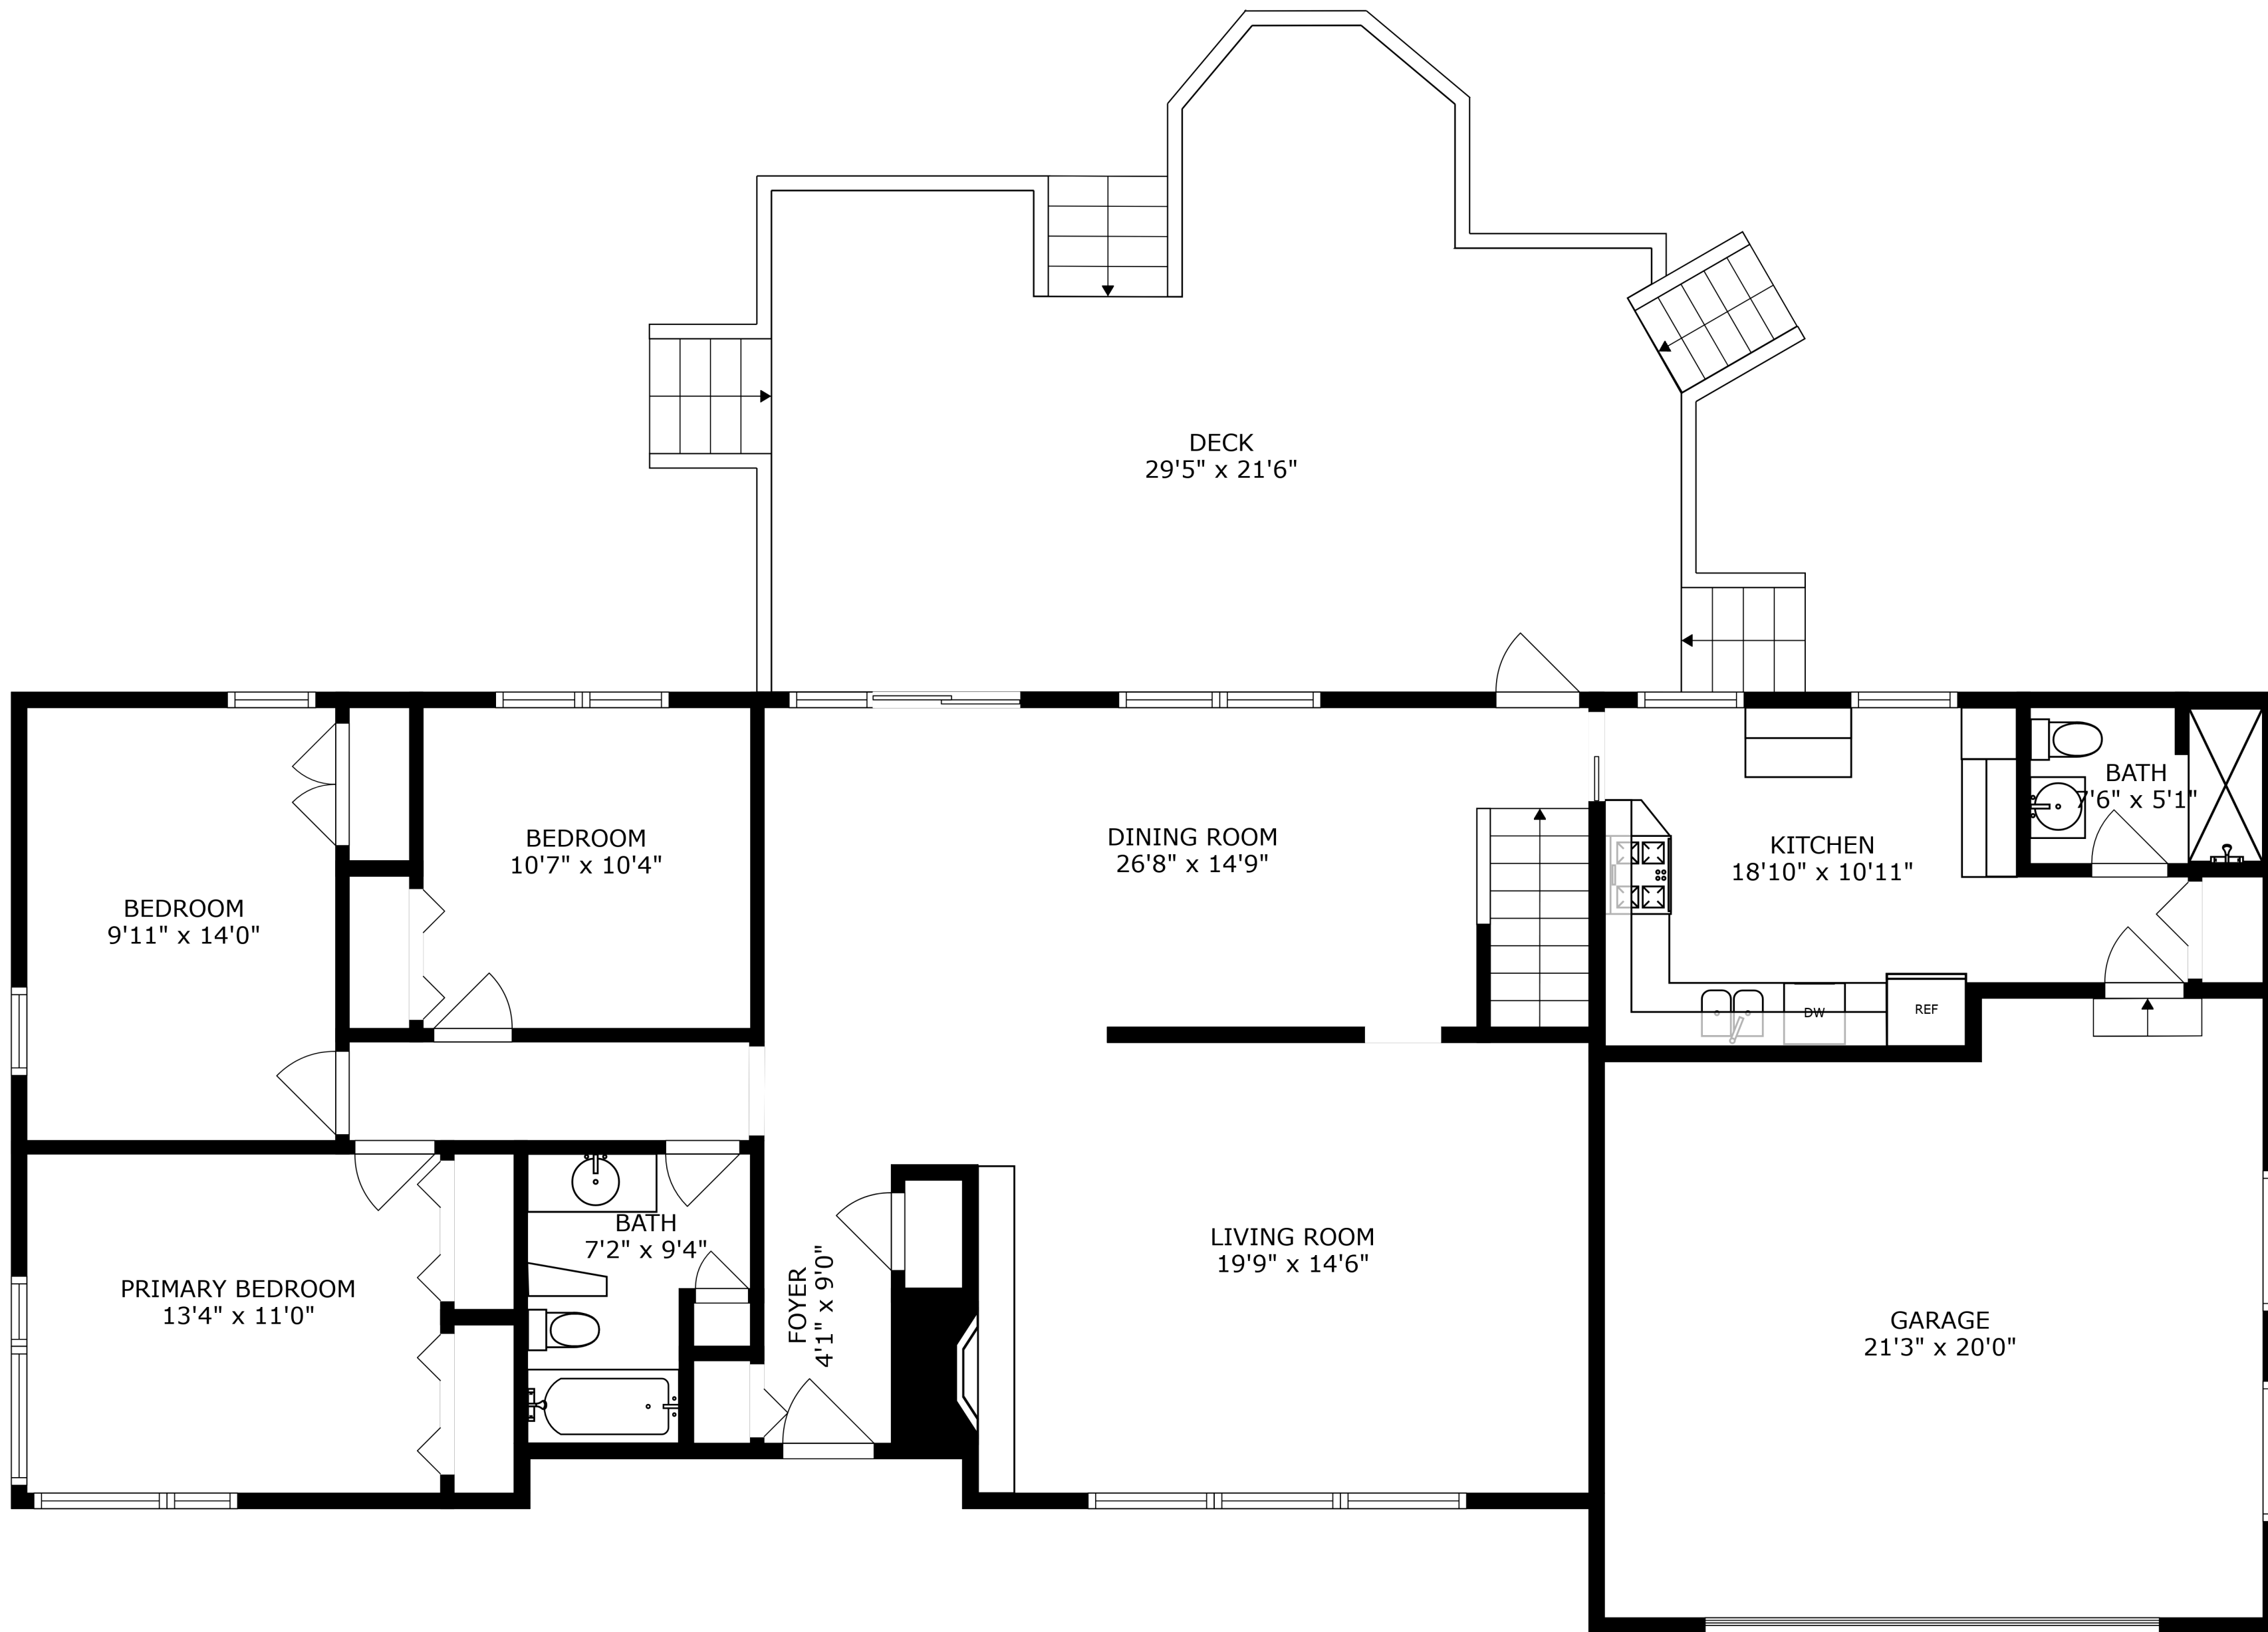 DECK
29'5" x 21'6"
BEDROOM
9'11" x 14'0"
BEDROOM
10'7" x 10'4"
DINING ROOM
26'8" x 14'9"
KITCHEN
18'10" x 10'11"
BATH
7'6" x 5'1"
DW
REF
PRIMARY BEDROOM
13'4" x 11'0"
BATH
7'2" x 9'4"
FOYER
4'1" x 9'0"
LIVING ROOM
19'9" x 14'6"
GARAGE
21'3" x 20'0"